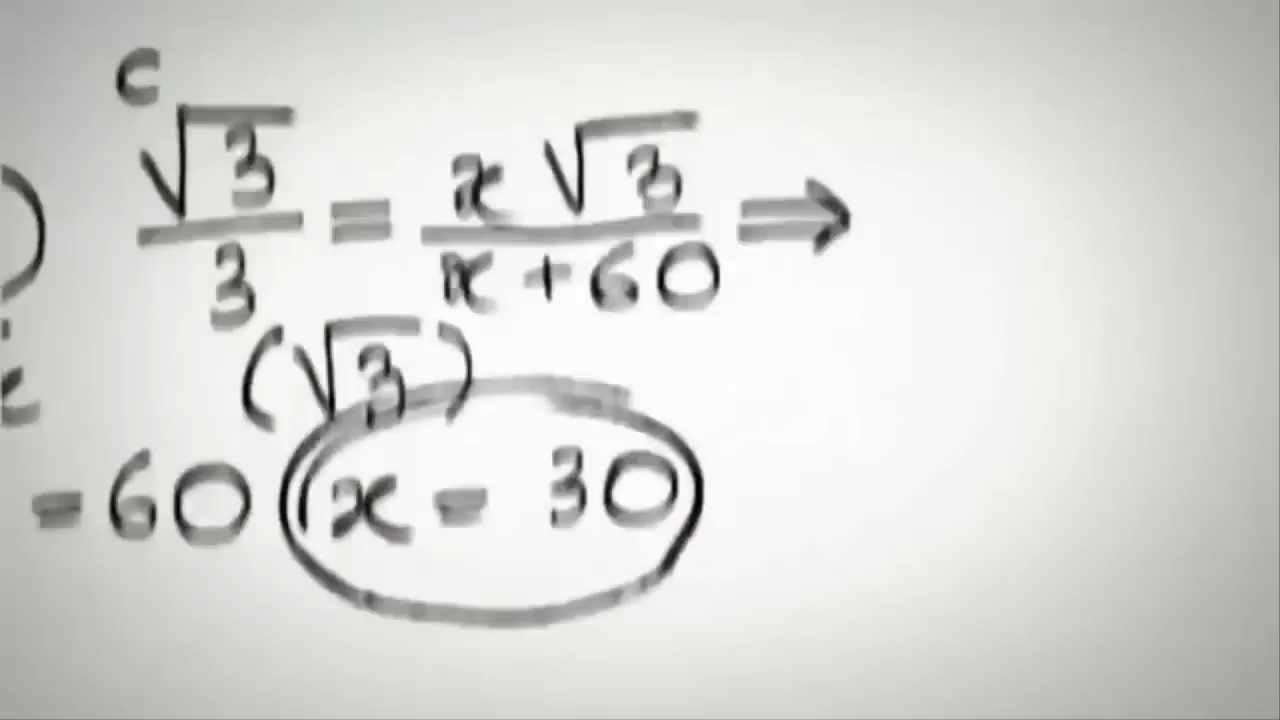 c
) √3/3 = x√3/(x+60) ⇒
(√3)
= 60 x = 30